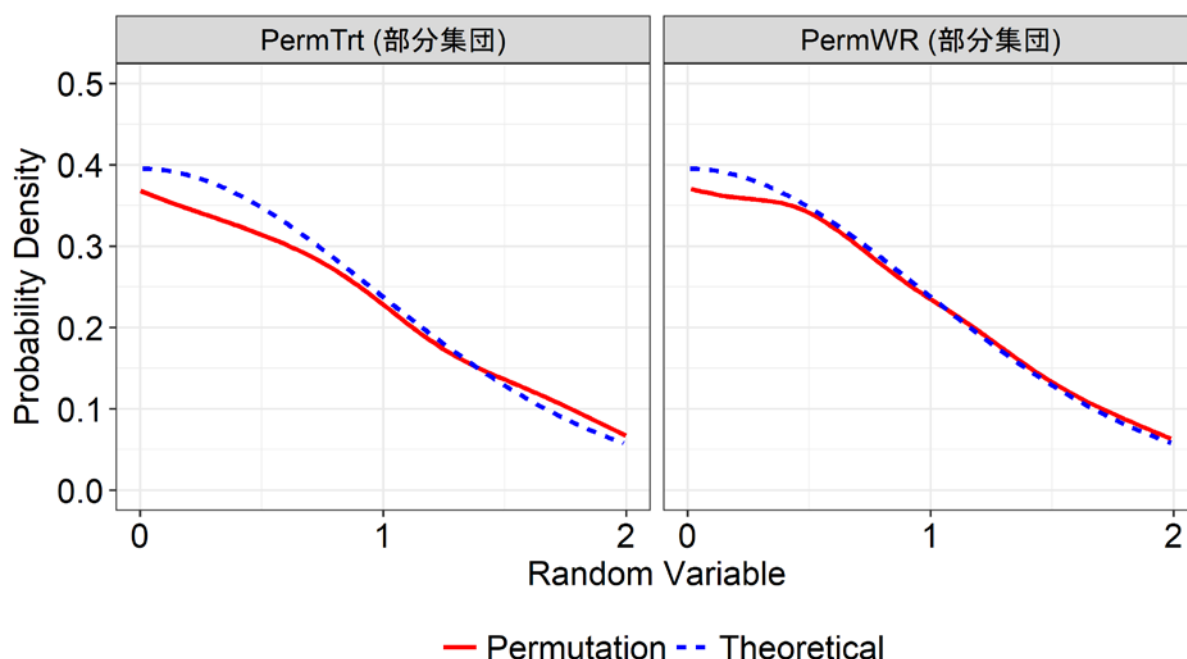 PermTrt (部分集団)
PermWR (部分集団)
0.5
0.4
0.3
0.2
0.1
0.0
Probability Density
0 1 2
0 1 2
Random Variable
Permutation Theoretical